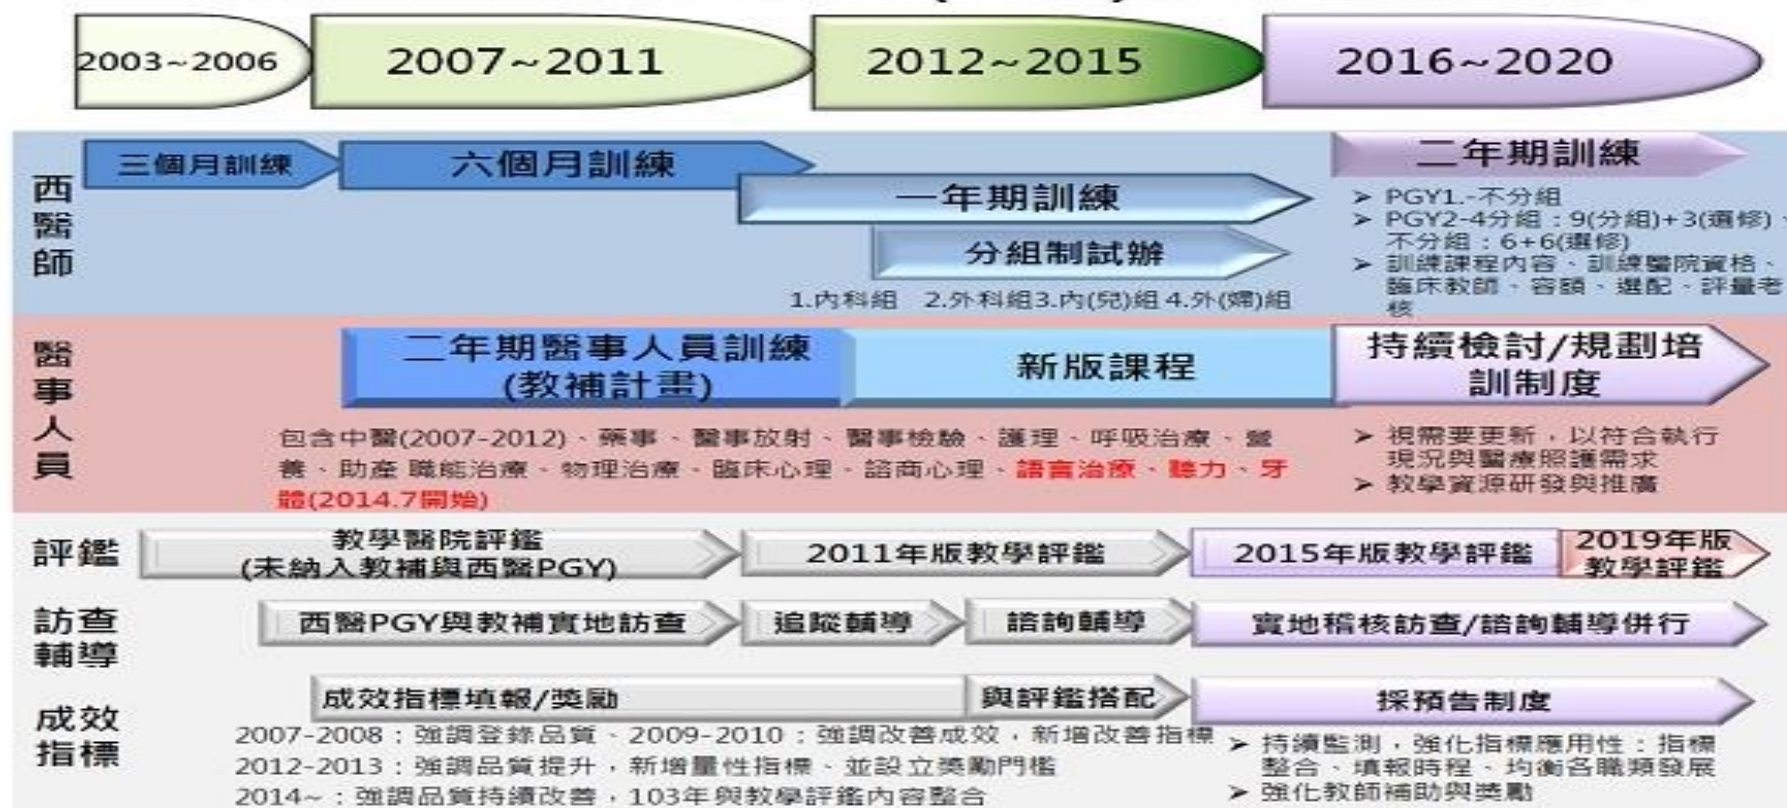 2003~2006
2007~2011
2012~2015
2016~2020
西醫師
三個月訓練
六個月訓練
一年期訓練
分組制試辦
1.內科組 2.外科組3.內(兒)組 4.外(婦)組
二年期訓練
➢ PGY1.-不分組
➢ PGY2-4分組：9(分組)+3(選修)、
不分組：6+6(選修)
➢ 訓練課程內容、訓練醫院資格、
臨床教師、容額、選配、評量考
核
醫事人員
二年期醫事人員訓練
(教補計畫)
新版課程
持續檢討/規劃培
訓制度
包含中醫(2007-2012)、藥事、醫事放射、醫事檢驗、護理、呼吸治療、營
養、助產 職能治療、物理治療、臨床心理、諮商心理、語言治療、聽力、牙
體(2014.7開始)
➢ 視需要更新，以符合執行
現況與醫療照護需求
➢ 教學資源研發與推廣
評鑑
教學醫院評鑑
(未納入教補與西醫PGY)
2011年版教學評鑑
2015年版教學評鑑
2019年版
教學評鑑
訪查
輔導
西醫PGY與教補實地訪查
追蹤輔導
諮詢輔導
實地稽核訪查/諮詢輔導併行
成效
指標
成效指標填報/獎勵
與評鑑搭配
採預告制度
2007-2008：強調登錄品質、2009-2010：強調改善成效，新增改善指標
2012-2013：強調品質提升，新增量性指標、並設立獎勵門檻
2014~：強調品質持續改善，103年與教學評鑑內容整合
➢ 持續監測，強化指標應用性：指標
整合、填報時程、均衡各職類發展
➢ 強化教師補助與獎勵